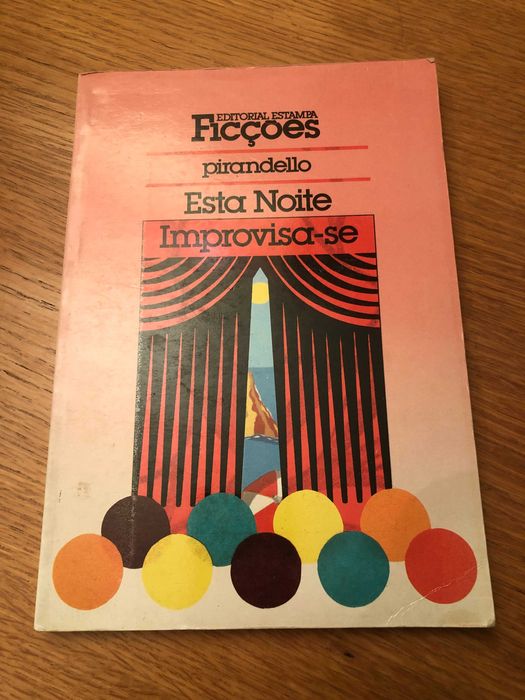 EDITORIAL ESTAMPA
Ficções
pirandello
Esta Noite
Improvisa-se